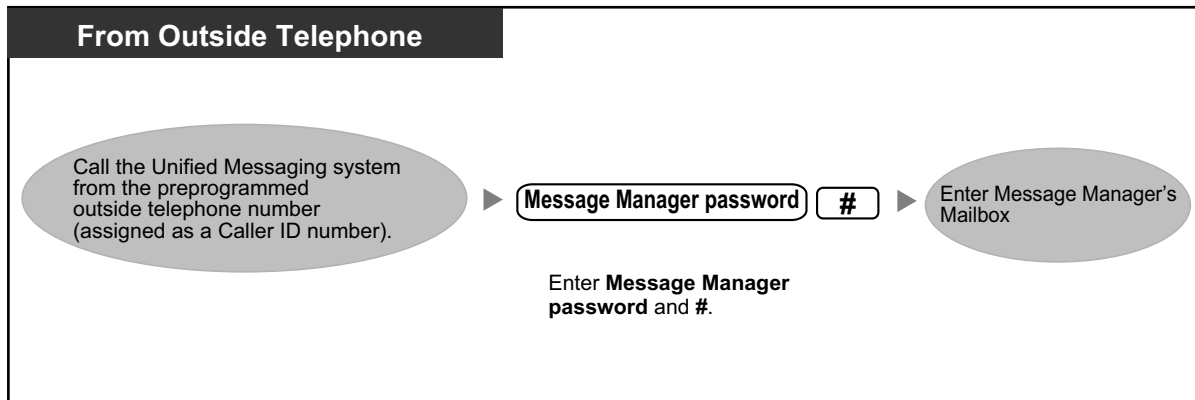 From Outside Telephone
Call the Unified Messaging system
from the preprogrammed
outside telephone number
(assigned as a Caller ID number).
Message Manager password #
Enter Message Manager
password and #.
Enter Message Manager's
Mailbox